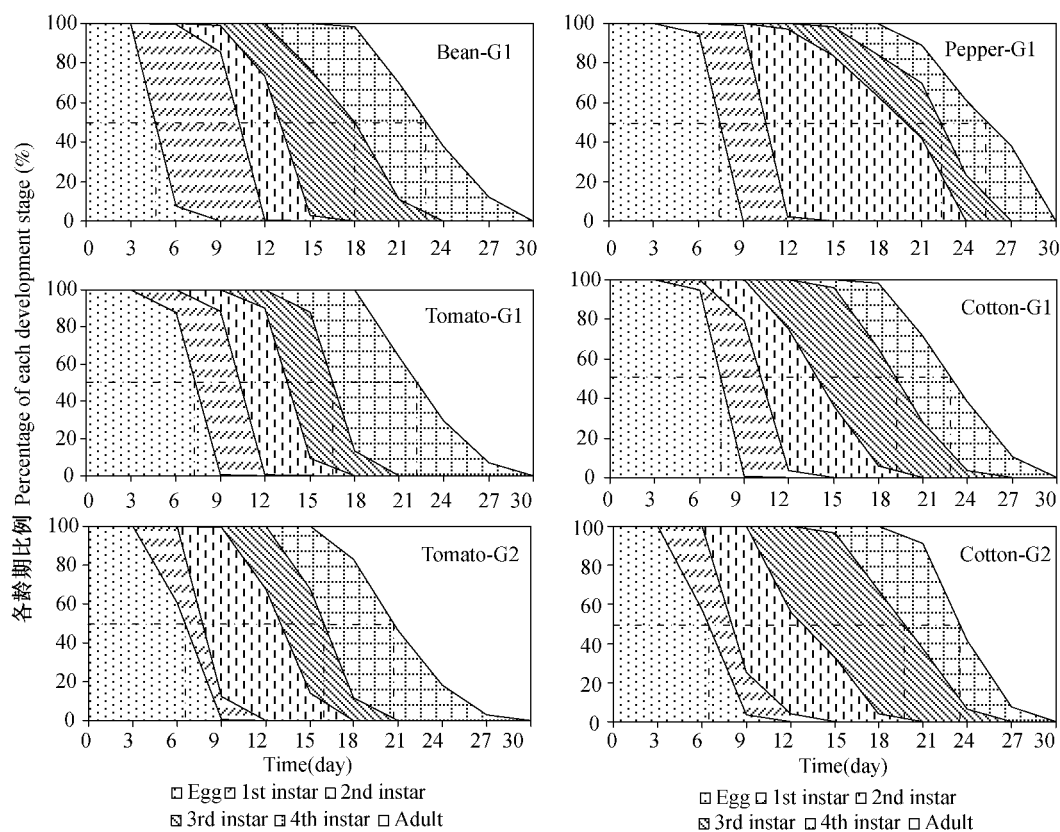 各龄期比例 Percentage of each development stage (%)
Bean-G1
100
80
60
40
20
0
0 3 6 9 12 15 18 21 24 27 30
Pepper-G1
100
80
60
40
20
0
0 3 6 9 12 15 18 21 24 27 30
Tomato-G1
100
80
60
40
20
0
0 3 6 9 12 15 18 21 24 27 30
Cotton-G1
100
80
60
40
20
0
0 3 6 9 12 15 18 21 24 27 30
Tomato-G2
100
80
60
40
20
0
0 3 6 9 12 15 18 21 24 27 30
Time(day)
Cotton-G2
100
80
60
40
20
0
0 3 6 9 12 15 18 21 24 27 30
Time(day)
Egg 1st instar 2nd instar
3rd instar 4th instar Adult
Egg 1st instar 2nd instar
3rd instar 4th instar Adult